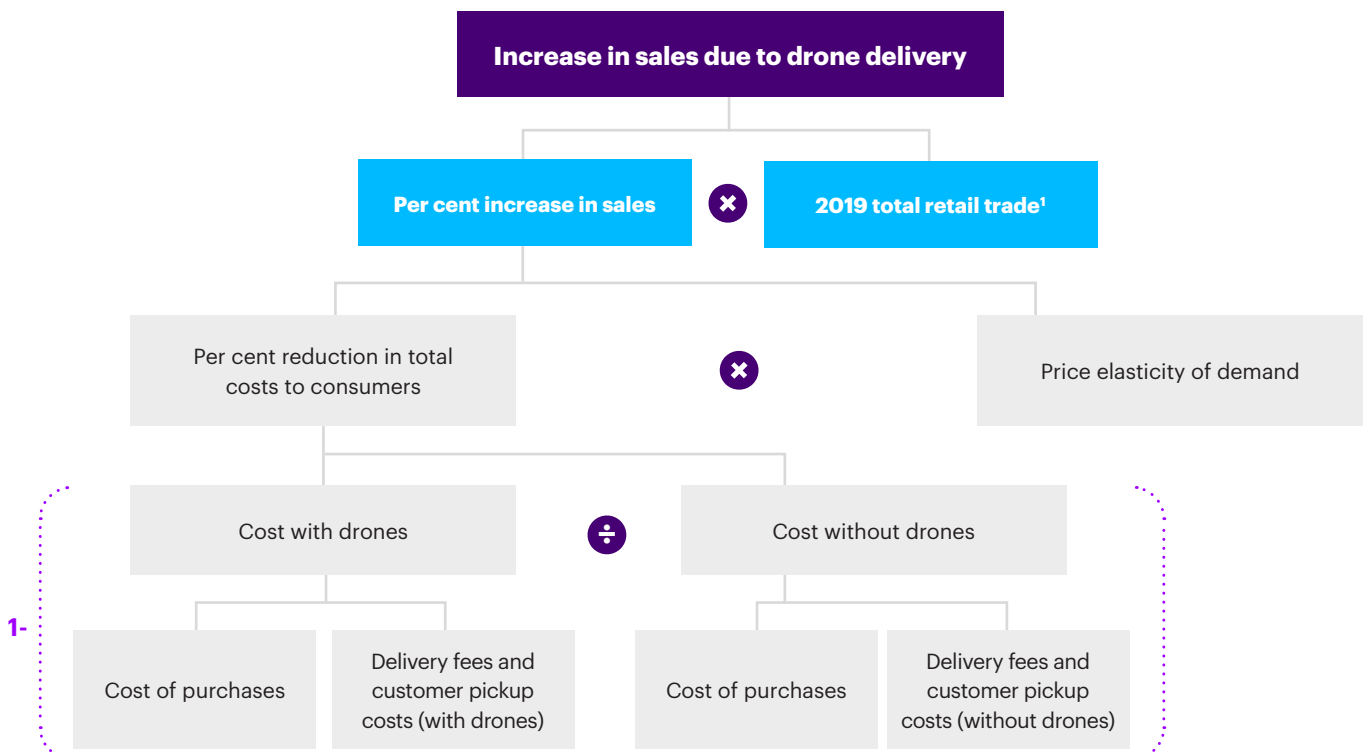 Increase in sales due to drone delivery
Per cent increase in sales
2019 total retail trade¹
Per cent reduction in total
costs to consumers
Price elasticity of demand
Cost with drones
÷
Cost without drones
1-
Cost of purchases
Delivery fees and
customer pickup
costs (with drones)
Cost of purchases
Delivery fees and
customer pickup
costs (without drones)